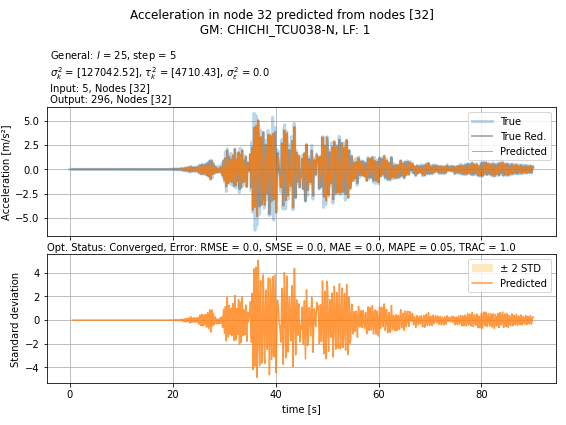 Acceleration in node 32 predicted from nodes [32]
GM: CHICHI_TCU038-N, LF: 1
General: l = 25, step = 5
σ²ₖ = [127042.52], τ²ₖ = [4710.43], σ²ₑ = 0.0
Input: 5, Nodes [32]
Output: 296, Nodes [32]
Acceleration [m/s²]
5.0
2.5
0.0
−2.5
−5.0
True
True Red.
Predicted
Opt. Status: Converged, Error: RMSE = 0.0, SMSE = 0.0, MAE = 0.0, MAPE = 0.05, TRAC = 1.0
Standard deviation
4
2
0
−2
−4
± 2 STD
Predicted
0 20 40 60 80
time [s]